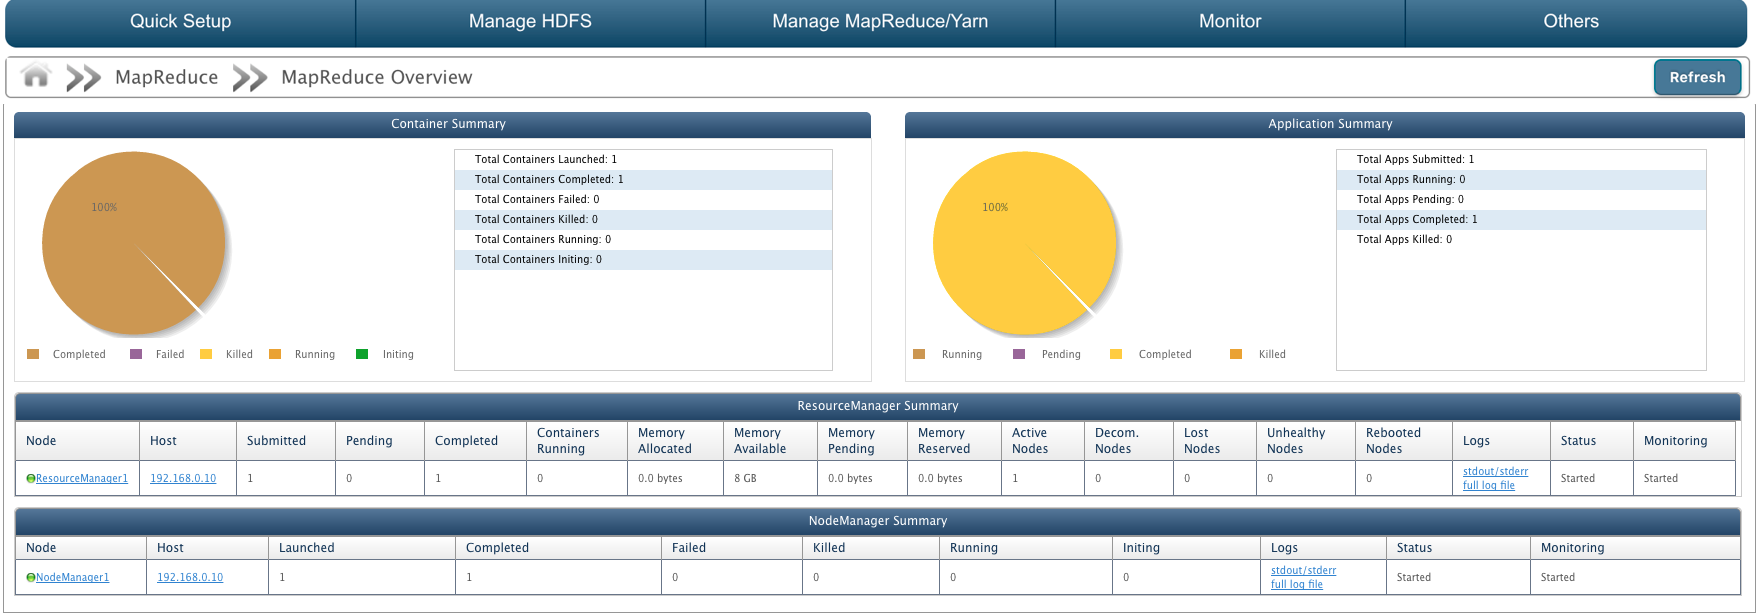 Quick Setup Manage HDFS Manage MapReduce/Yarn Monitor Others
MapReduce MapReduce Overview Refresh
Container Summary
100%
Total Containers Launched: 1
Total Containers Completed: 1
Total Containers Failed: 0
Total Containers Killed: 0
Total Containers Running: 0
Total Containers Initing: 0
Completed Failed Killed Running Initing
Application Summary
100%
Total Apps Submitted: 1
Total Apps Running: 0
Total Apps Pending: 0
Total Apps Completed: 1
Total Apps Killed: 0
Running Pending Completed Killed
ResourceManager Summary
Node Host Submitted Pending Completed Containers Running Memory Allocated Memory Available Memory Pending Memory Reserved Active Nodes Decom. Nodes Lost Nodes Unhealthy Nodes Rebooted Nodes Logs Status Monitoring
ResourceManager1 192.168.0.10 1 0 1 0 0.0 bytes 8 GB 0.0 bytes 0.0 bytes 1 0 0 0 0 stdout/stderr full log file Started Started
NodeManager Summary
Node Host Launched Completed Failed Killed Running Initing Logs Status Monitoring
NodeManager1 192.168.0.10 1 1 0 0 0 0 stdout/stderr full log file Started Started